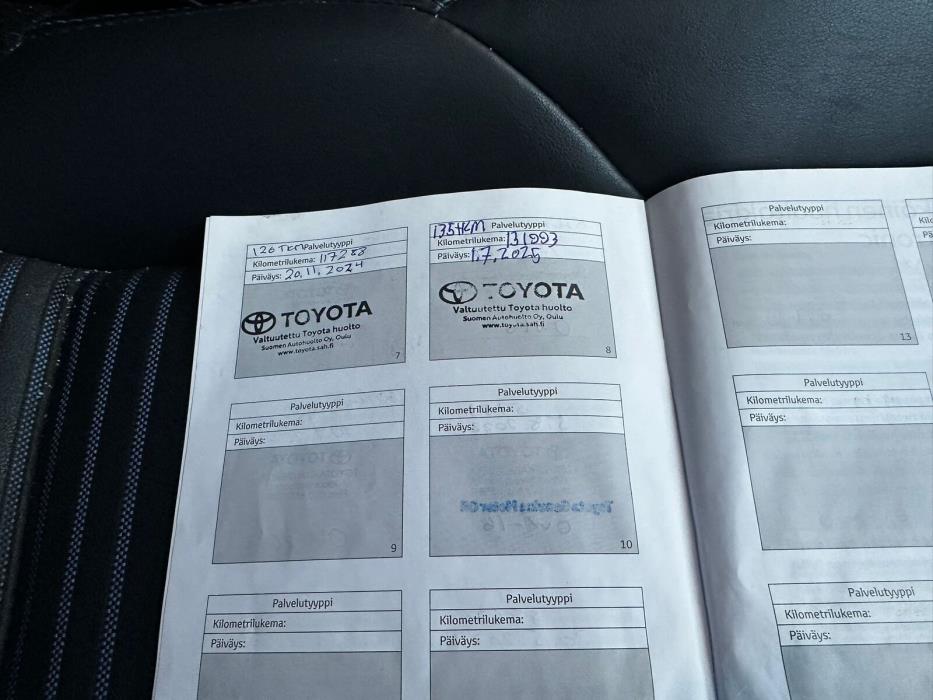 120 TKM Palvelutyyppi
Kilometrilukema: 117288
Päiväys: 20.11.2024
TOYOTA
Valtuutettu Toyota huolto
Suomen Autohuolto Oy, Oulu
www.toyota.sah.fi
7
135TKM Palvelutyyppi
Kilometrilukema: 131993
Päiväys: 1.7.2025
TOYOTA
Valtuutettu Toyota huolto
Suomen Autohuolto Oy, Oulu
www.toyota.sah.fi
8
Palvelutyyppi
Kilometrilukema:
Päiväys:
9
Palvelutyyppi
Kilometrilukema:
Päiväys:
10
Palvelutyyppi
Kilometrilukema:
Päiväys:
Palvelutyyppi
Kilometrilukema:
Päiväys:
Palvelutyyppi
Kilometrilukema:
Päiväys:
13
Palvelutyyppi
Kilometrilukema:
Päiväys:
Palvelutyyppi
Kilometrilukema:
Päiväys: